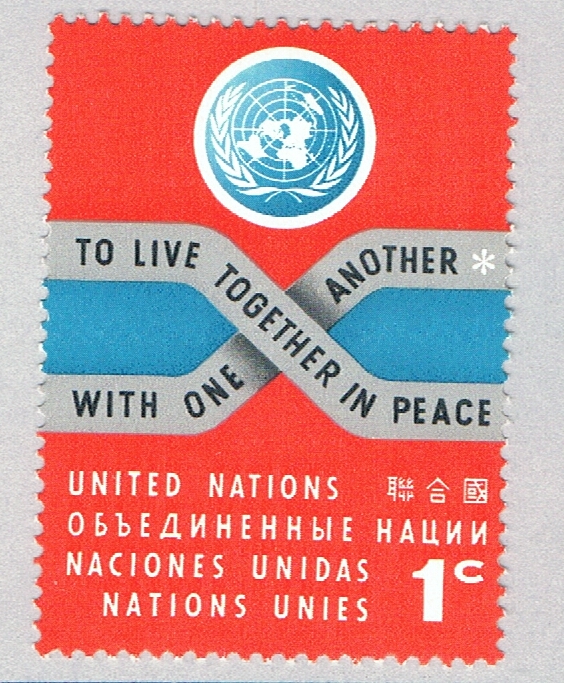 TO LIVE TOGETHER IN PEACE
WITH ONE ANOTHER *
UNITED NATIONS 聯合國
ОБЪЕДИНЕННЫЕ НАЦИИ
NACIONES UNIDAS
NATIONS UNIES 1c